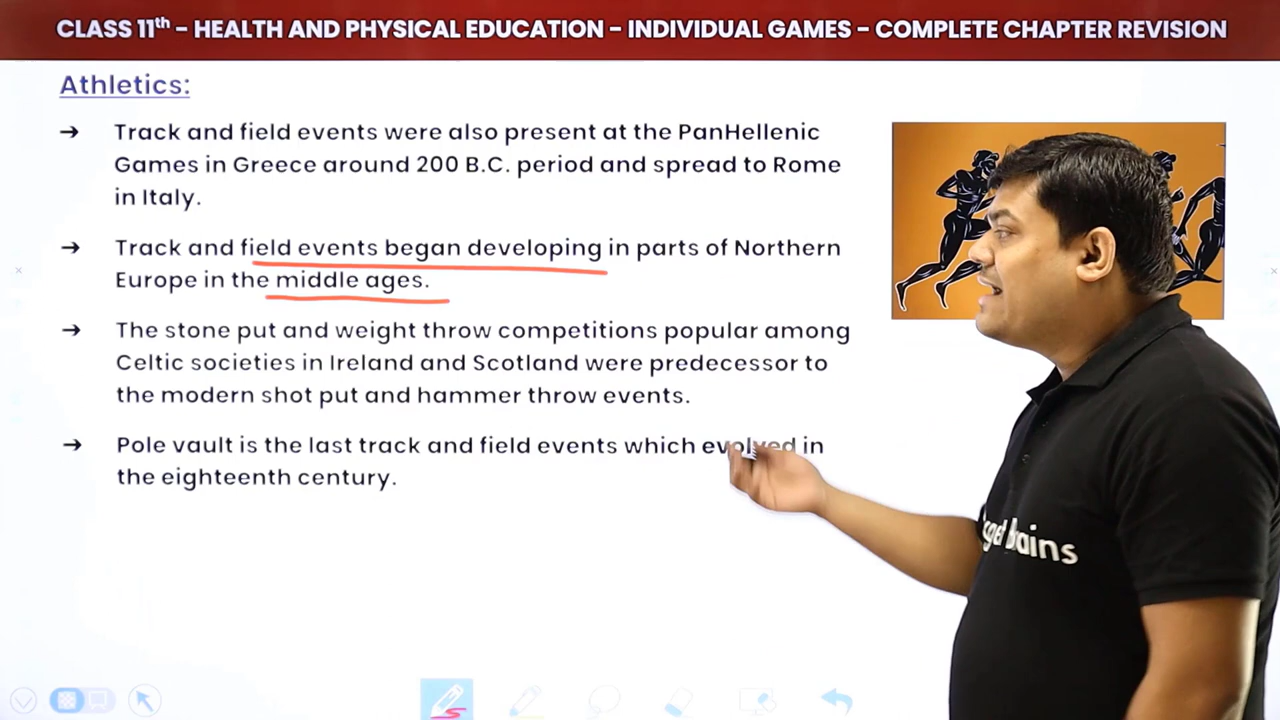 CLASS 11th - HEALTH AND PHYSICAL EDUCATION - INDIVIDUAL GAMES - COMPLETE CHAPTER REVISION
Athletics:
➔ Track and field events were also present at the PanHellenic
Games in Greece around 200 B.C. period and spread to Rome
in Italy.
➔ Track and field events began developing in parts of Northern
Europe in the middle ages.
➔ The stone put and weight throw competitions popular among
Celtic societies in Ireland and Scotland were predecessor to
the modern shot put and hammer throw events.
➔ Pole vault is the last track and field events which evolved in
the eighteenth century.